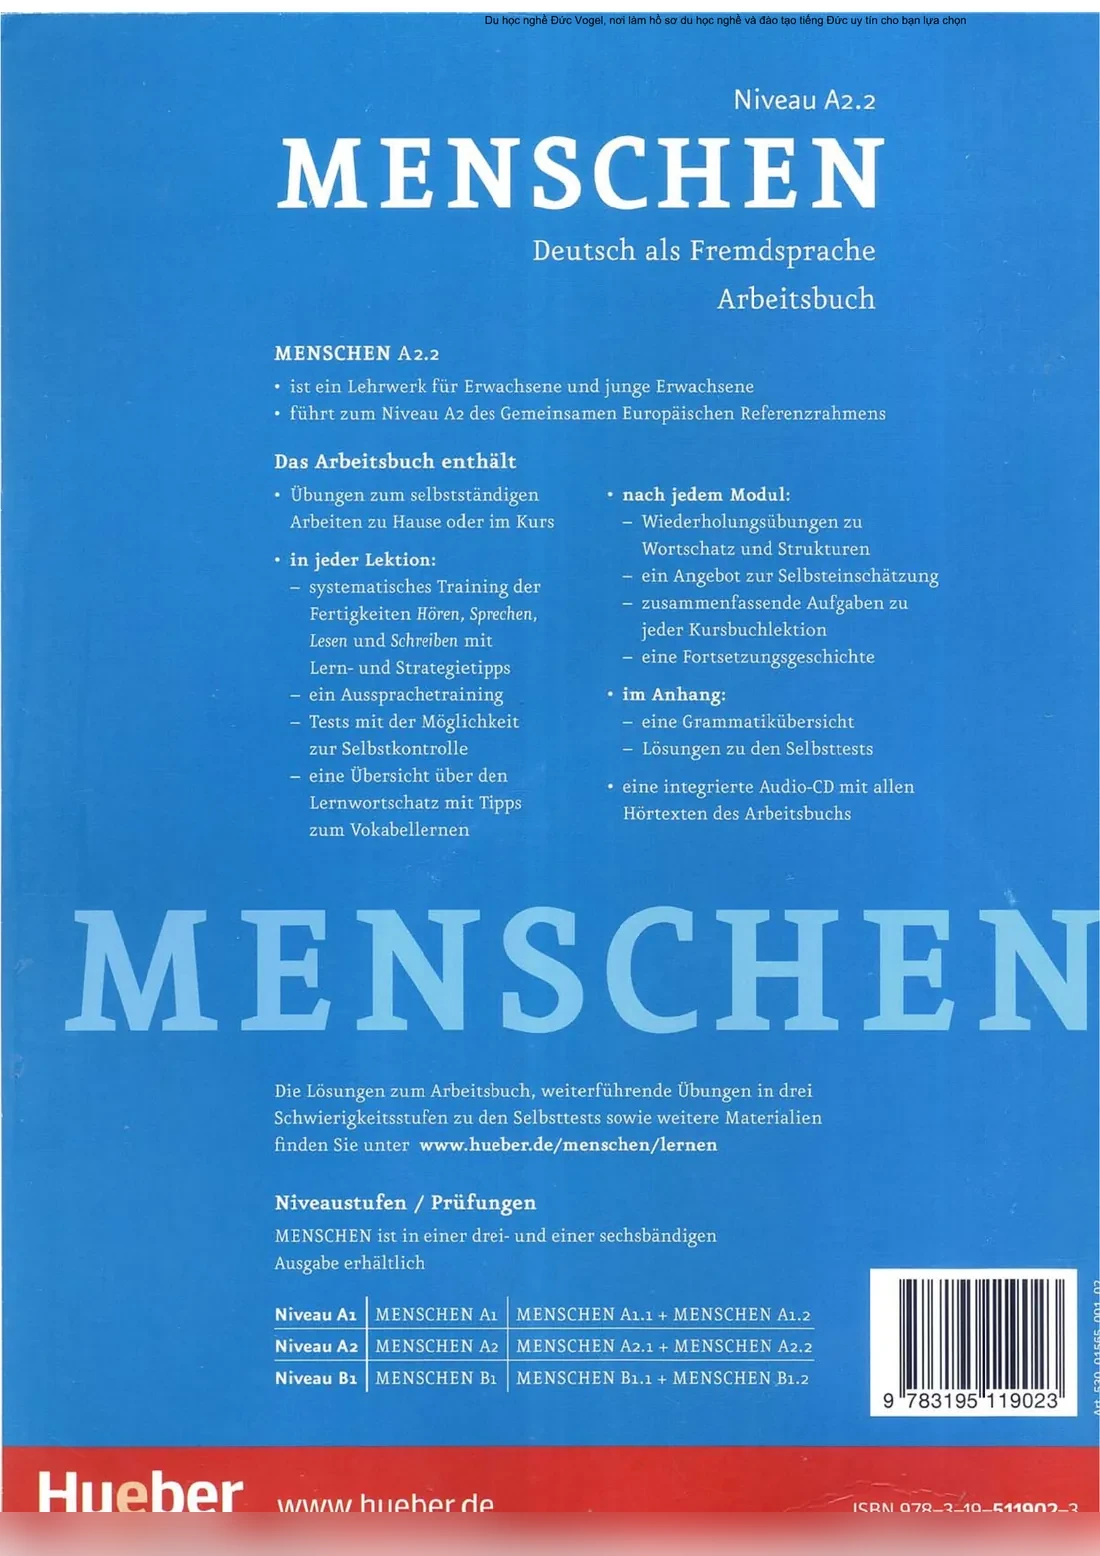 Du học nghề Đức Vogel, nơi làm hồ sơ du học nghề và đào tạo tiếng Đức uy tín cho bạn lựa chọn
Niveau A2.2
MENSCHEN
Deutsch als Fremdsprache
Arbeitsbuch
MENSCHEN A2.2
• ist ein Lehrwerk für Erwachsene und junge Erwachsene
• führt zum Niveau A2 des Gemeinsamen Europäischen Referenzrahmens
Das Arbeitsbuch enthält
• Übungen zum selbstständigen
Arbeiten zu Hause oder im Kurs
• in jeder Lektion:
– systematisches Training der
Fertigkeiten Hören, Sprechen,
Lesen und Schreiben mit
Lern- und Strategietipps
– ein Aussprachetraining
– Tests mit der Möglichkeit
zur Selbstkontrolle
– eine Übersicht über den
Lernwortschatz mit Tipps
zum Vokabellernen
• nach jedem Modul:
– Wiederholungsübungen zu
Wortschatz und Strukturen
– ein Angebot zur Selbsteinschätzung
– zusammenfassende Aufgaben zu
jeder Kursbuchlektion
– eine Fortsetzungsgeschichte
• im Anhang:
– eine Grammatikübersicht
– Lösungen zu den Selbsttests
• eine integrierte Audio-CD mit allen
Hörtexten des Arbeitsbuchs
MENSCHEN
Die Lösungen zum Arbeitsbuch, weiterführende Übungen in drei
Schwierigkeitsstufen zu den Selbsttests sowie weitere Materialien
finden Sie unter www.hueber.de/menschen/lernen
Niveaustufen / Prüfungen
MENSCHEN ist in einer drei- und einer sechsbändigen
Ausgabe erhältlich
Niveau A1 MENSCHEN A1 MENSCHEN A1.1 + MENSCHEN A1.2
Niveau A2 MENSCHEN A2 MENSCHEN A2.1 + MENSCHEN A2.2
Niveau B1 MENSCHEN B1 MENSCHEN B1.1 + MENSCHEN B1.2
9 783195 119023
Art. 530_01565_001_02
Hueber
www.hueber.de
ISBN 978-3-19-511902-3